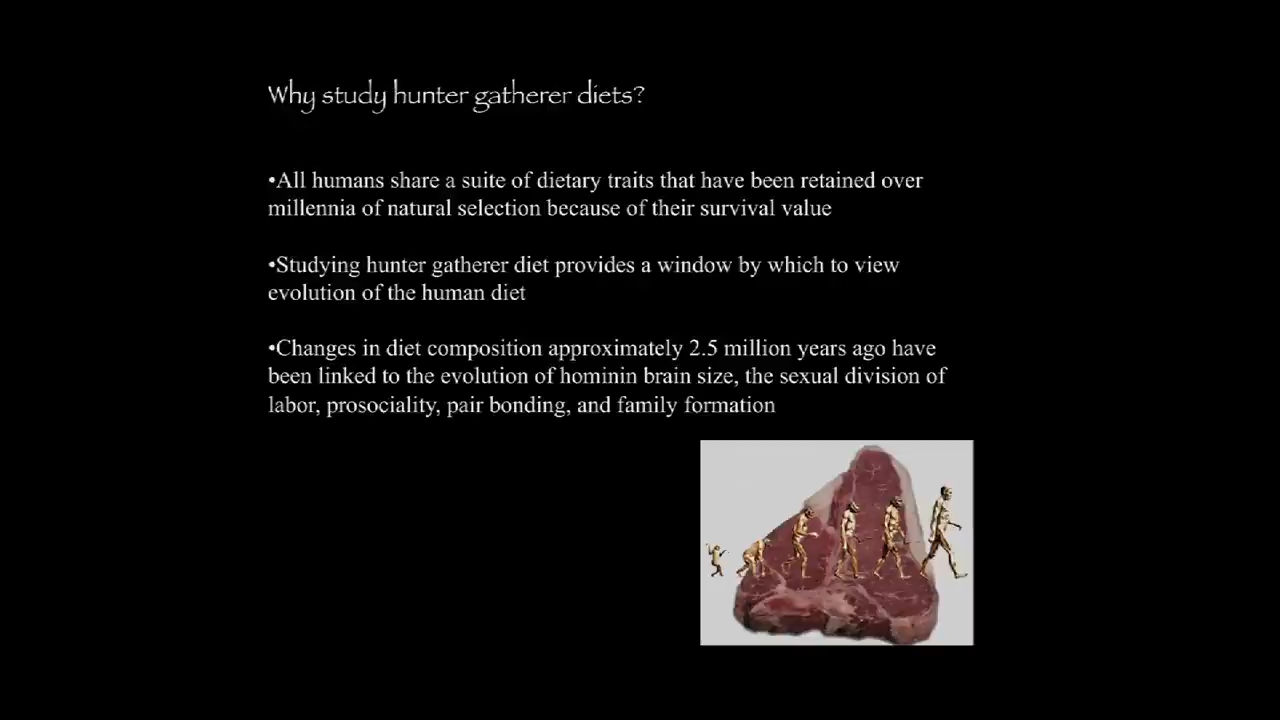 Why study hunter gatherer diets?
•All humans share a suite of dietary traits that have been retained over
millennia of natural selection because of their survival value
•Studying hunter gatherer diet provides a window by which to view
evolution of the human diet
•Changes in diet composition approximately 2.5 million years ago have
been linked to the evolution of hominin brain size, the sexual division of
labor, prosociality, pair bonding, and family formation